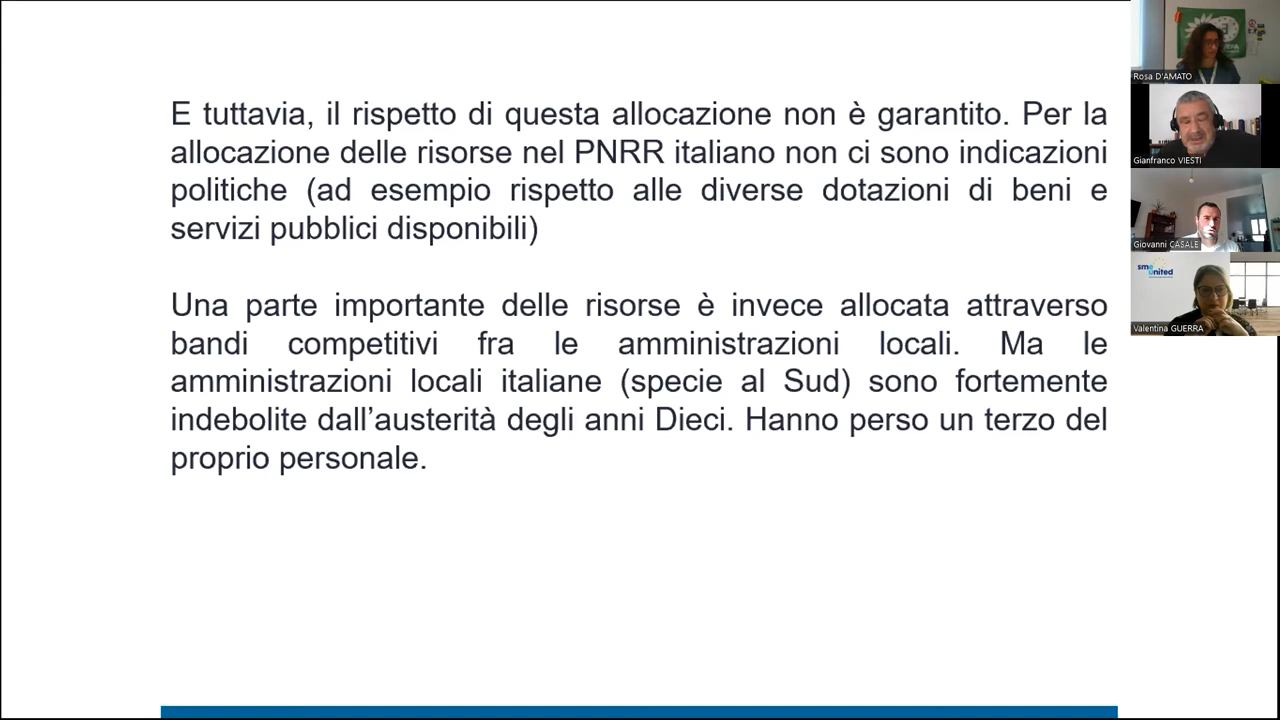 E tuttavia, il rispetto di questa allocazione non è garantito. Per la
allocazione delle risorse nel PNRR italiano non ci sono indicazioni
politiche (ad esempio rispetto alle diverse dotazioni di beni e
servizi pubblici disponibili)
Una parte importante delle risorse è invece allocata attraverso
bandi competitivi fra le amministrazioni locali. Ma le
amministrazioni locali italiane (specie al Sud) sono fortemente
indebolite dall’austerità degli anni Dieci. Hanno perso un terzo del
proprio personale.
Rosa D'AMATO
Gianfranco VIESTI
Giovanni CASALE
sme
united
Valentina GUERRA